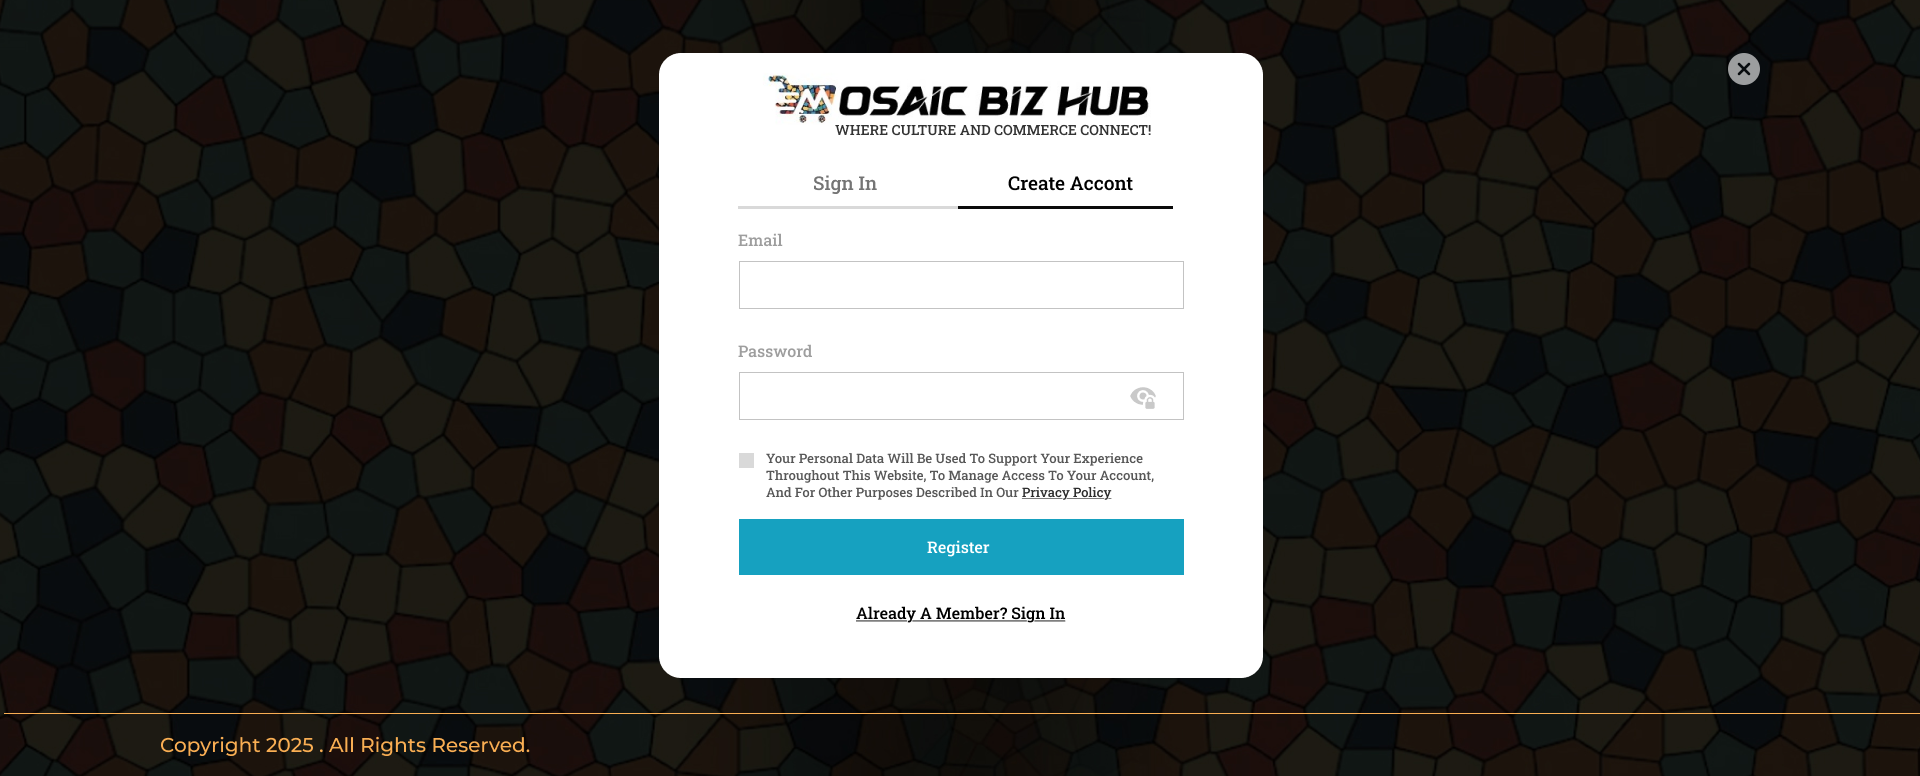 MOSAIC BIZ HUB
WHERE CULTURE AND COMMERCE CONNECT!
Sign In
Create Accont
Email
Password
Your Personal Data Will Be Used To Support Your Experience
Throughout This Website, To Manage Access To Your Account,
And For Other Purposes Described In Our Privacy Policy
Register
Already A Member? Sign In
Copyright 2025 . All Rights Reserved.